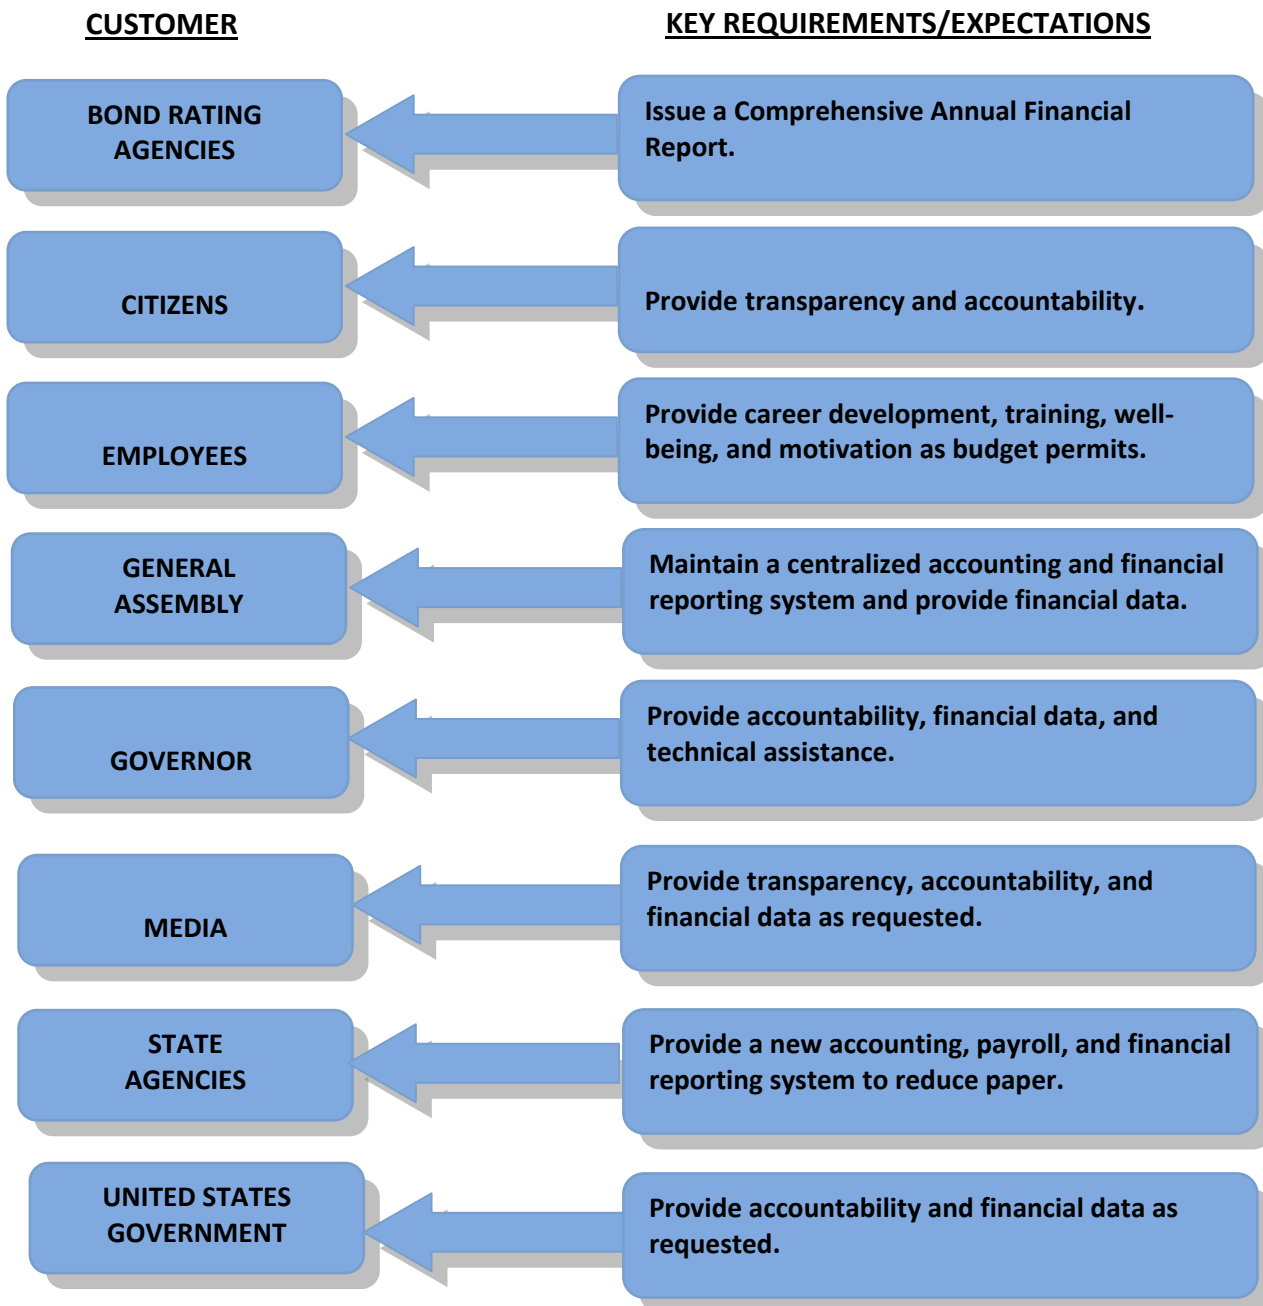 CUSTOMER
KEY REQUIREMENTS/EXPECTATIONS
BOND RATING
AGENCIES
Issue a Comprehensive Annual Financial
Report.
CITIZENS
Provide transparency and accountability.
EMPLOYEES
Provide career development, training, well-
being, and motivation as budget permits.
GENERAL
ASSEMBLY
Maintain a centralized accounting and financial
reporting system and provide financial data.
GOVERNOR
Provide accountability, financial data, and
technical assistance.
MEDIA
Provide transparency, accountability, and
financial data as requested.
STATE
AGENCIES
Provide a new accounting, payroll, and financial
reporting system to reduce paper.
UNITED STATES
GOVERNMENT
Provide accountability and financial data as
requested.